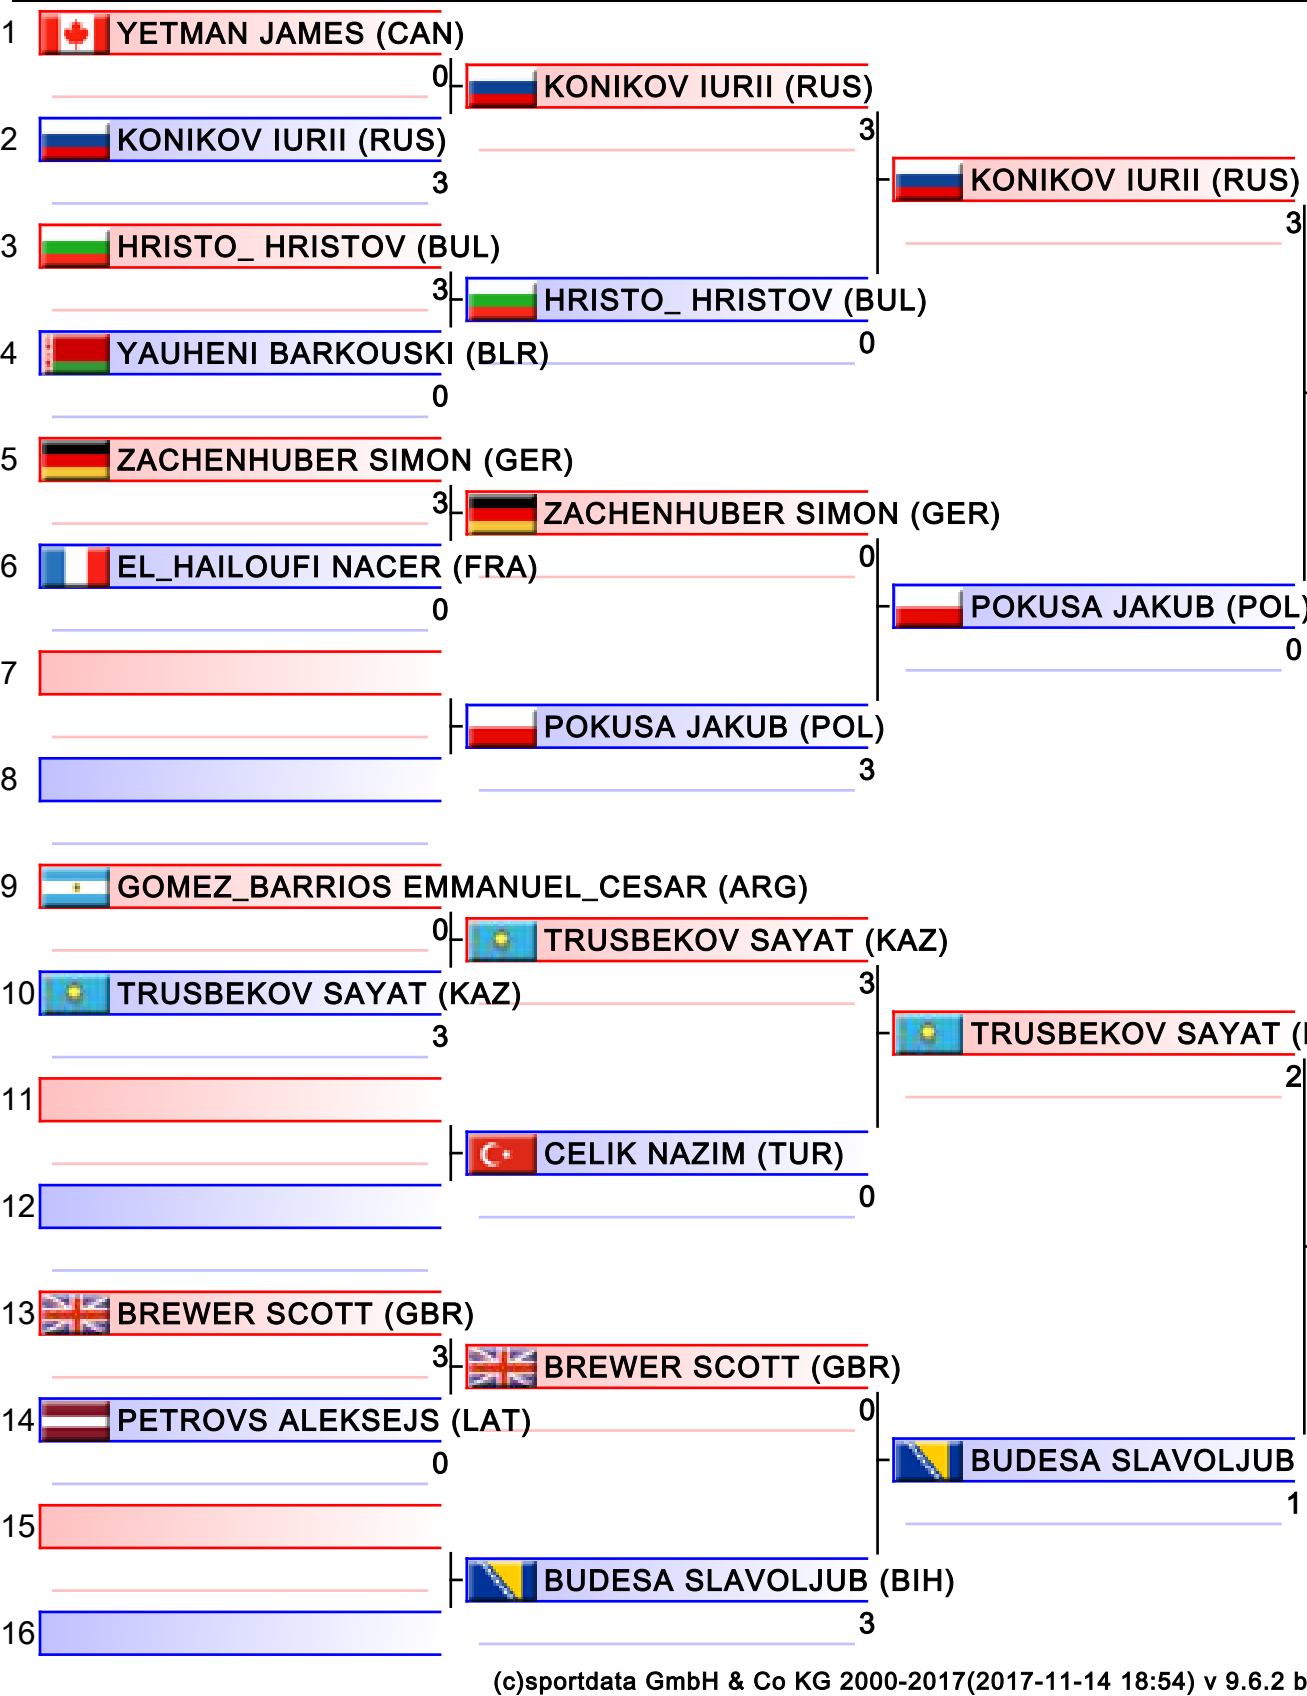 1 YETMAN JAMES (CAN)
0 KONIKOV IURII (RUS)
3
2 KONIKOV IURII (RUS)
3
KONIKOV IURII (RUS)
3
3 HRISTO_ HRISTOV (BUL)
3 HRISTO_ HRISTOV (BUL)
0
4 YAUHENI BARKOUSKI (BLR)
0
5 ZACHENHUBER SIMON (GER)
3 ZACHENHUBER SIMON (GER)
0
6 EL_HAILOUFI NACER (FRA)
0
POKUSA JAKUB (POL)
0
7
POKUSA JAKUB (POL)
3
8
9 GOMEZ_BARRIOS EMMANUEL_CESAR (ARG)
0 TRUSBEKOV SAYAT (KAZ)
3
10 TRUSBEKOV SAYAT (KAZ)
3
TRUSBEKOV SAYAT (
2
11
CELIK NAZIM (TUR)
0
12
13 BREWER SCOTT (GBR)
3 BREWER SCOTT (GBR)
0
14 PETROVS ALEKSEJS (LAT)
0
BUDESA SLAVOLJUB
1
15
BUDESA SLAVOLJUB (BIH)
3
16
(c)sportdata GmbH & Co KG 2000-2017(2017-11-14 18:54) v 9.6.2 b